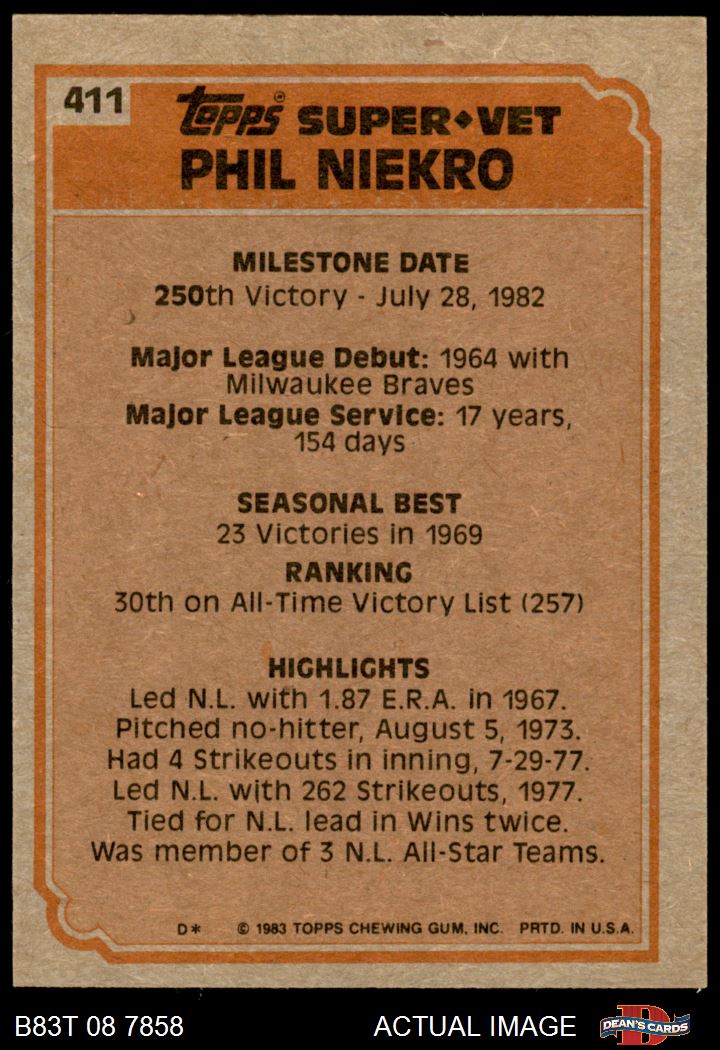 411
TOPPS® SUPER♦VET
PHIL NIEKRO
MILESTONE DATE
250th Victory - July 28, 1982
Major League Debut: 1964 with
Milwaukee Braves
Major League Service: 17 years,
154 days
SEASONAL BEST
23 Victories in 1969
RANKING
30th on All-Time Victory List (257)
HIGHLIGHTS
Led N.L. with 1.87 E.R.A. in 1967.
Pitched no-hitter, August 5, 1973.
Had 4 Strikeouts in inning, 7-29-77.
Led N.L. with 262 Strikeouts, 1977.
Tied for N.L. lead in Wins twice.
Was member of 3 N.L. All-Star Teams.
D* © 1983 TOPPS CHEWING GUM, INC. PRTD. IN U.S.A.
B83T 08 7858 ACTUAL IMAGE D DEAN'S CARDS